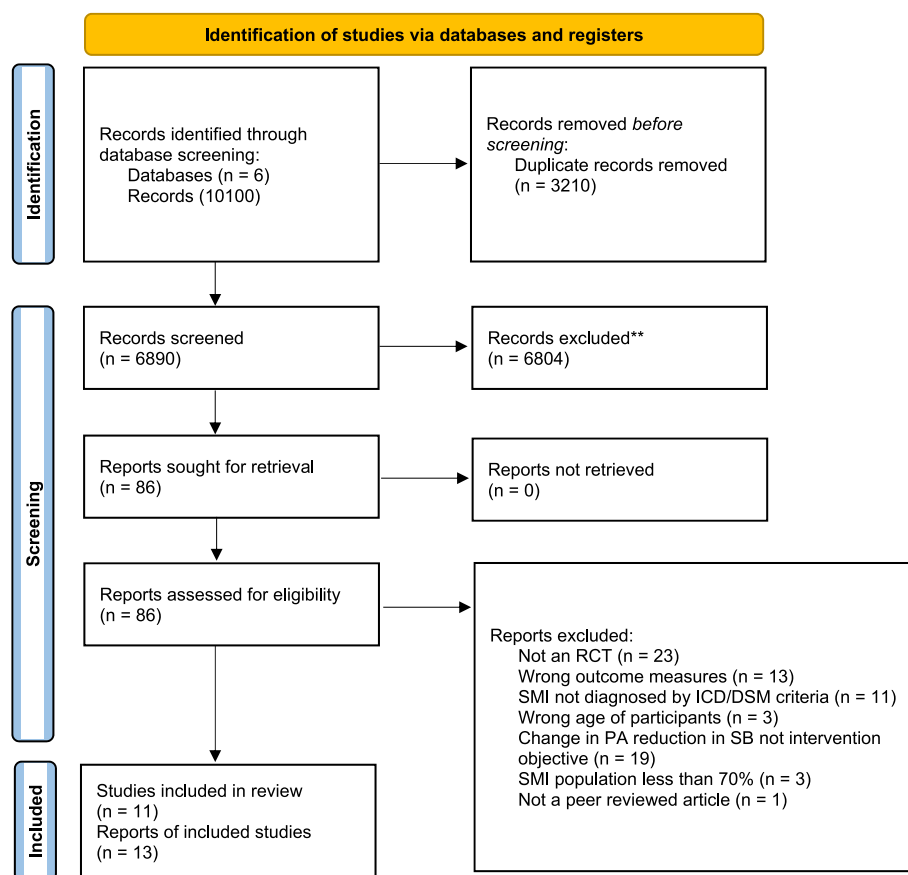 Identification of studies via databases and registers
Identification
Records identified through
database screening:
Databases (n = 6)
Records (10100)
Records removed before
screening:
Duplicate records removed
(n = 3210)
Screening
Records screened
(n = 6890)
Records excluded**
(n = 6804)
Reports sought for retrieval
(n = 86)
Reports not retrieved
(n = 0)
Reports assessed for eligibility
(n = 86)
Reports excluded:
Not an RCT (n = 23)
Wrong outcome measures (n = 13)
SMI not diagnosed by ICD/DSM criteria (n = 11)
Wrong age of participants (n = 3)
Change in PA reduction in SB not intervention
objective
(n = 19)
SMI population less than 70% (n = 3)
Not a peer reviewed article (n = 1)
Included
Studies included in review
(n = 11)
Reports of included studies
(n = 13)